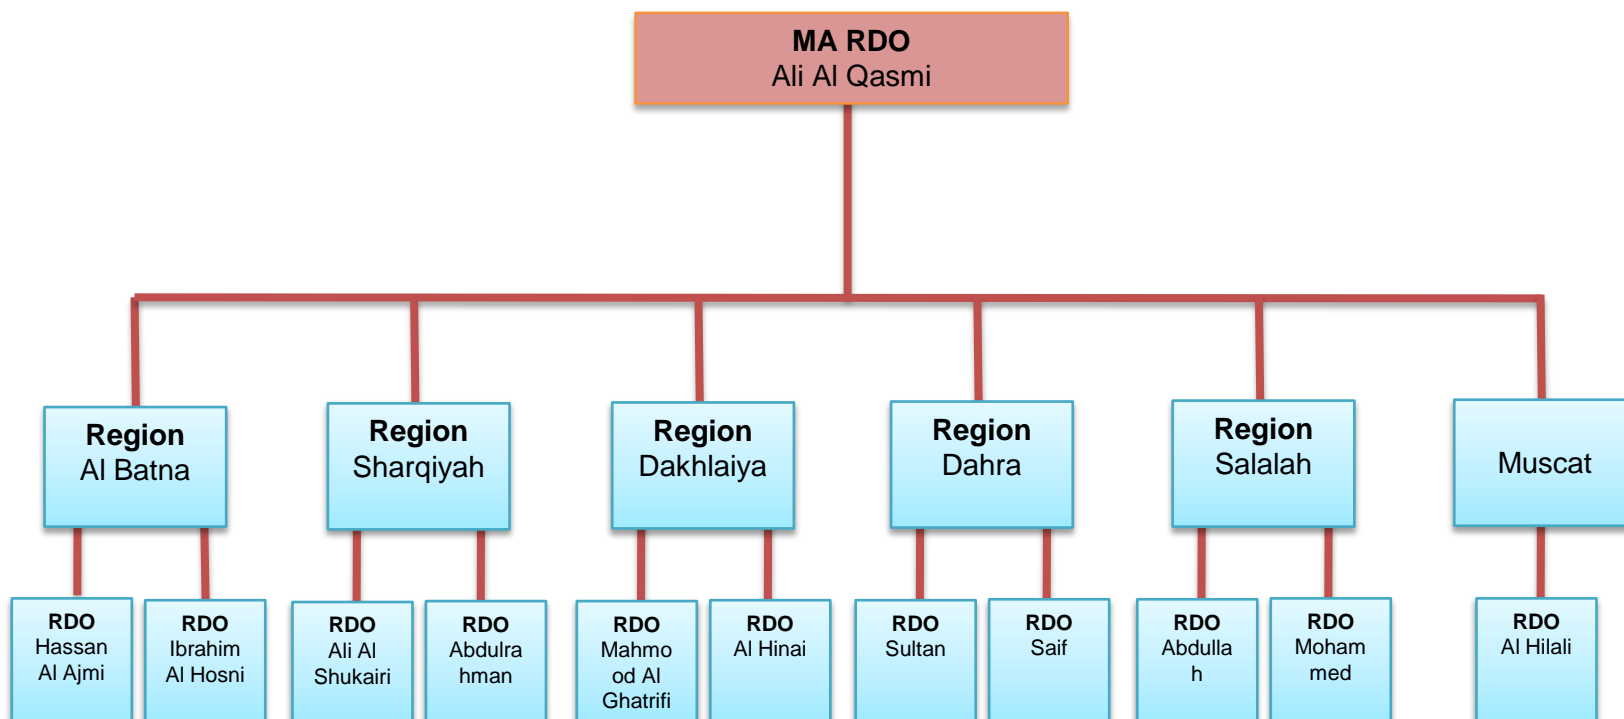 MA RDO
Ali Al Qasmi
Region
Al Batna
Region
Sharqiyah
Region
Dakhlaiya
Region
Dahra
Region
Salalah
Muscat
RDO
Hassan
Al Ajmi
RDO
Ibrahim
Al Hosni
RDO
Ali Al
Shukairi
RDO
Abdulra
hman
RDO
Mahmo
od Al
Ghatrifi
RDO
Al Hinai
RDO
Sultan
RDO
Saif
RDO
Abdulla
h
RDO
Moham
med
RDO
Al Hilali